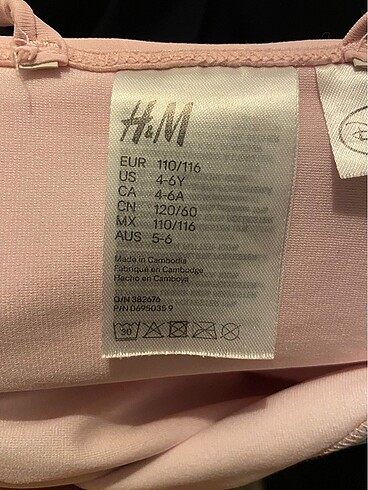 H&M
EUR 110/116
US 4-6Y
CA 4-6A
CN 120/60
MX 110/116
AUS 5-6
Made in Cambodia
Fabriqué en Cambodge
Hecho en Camboya
O/N 382676
P/N 0695035 9
30